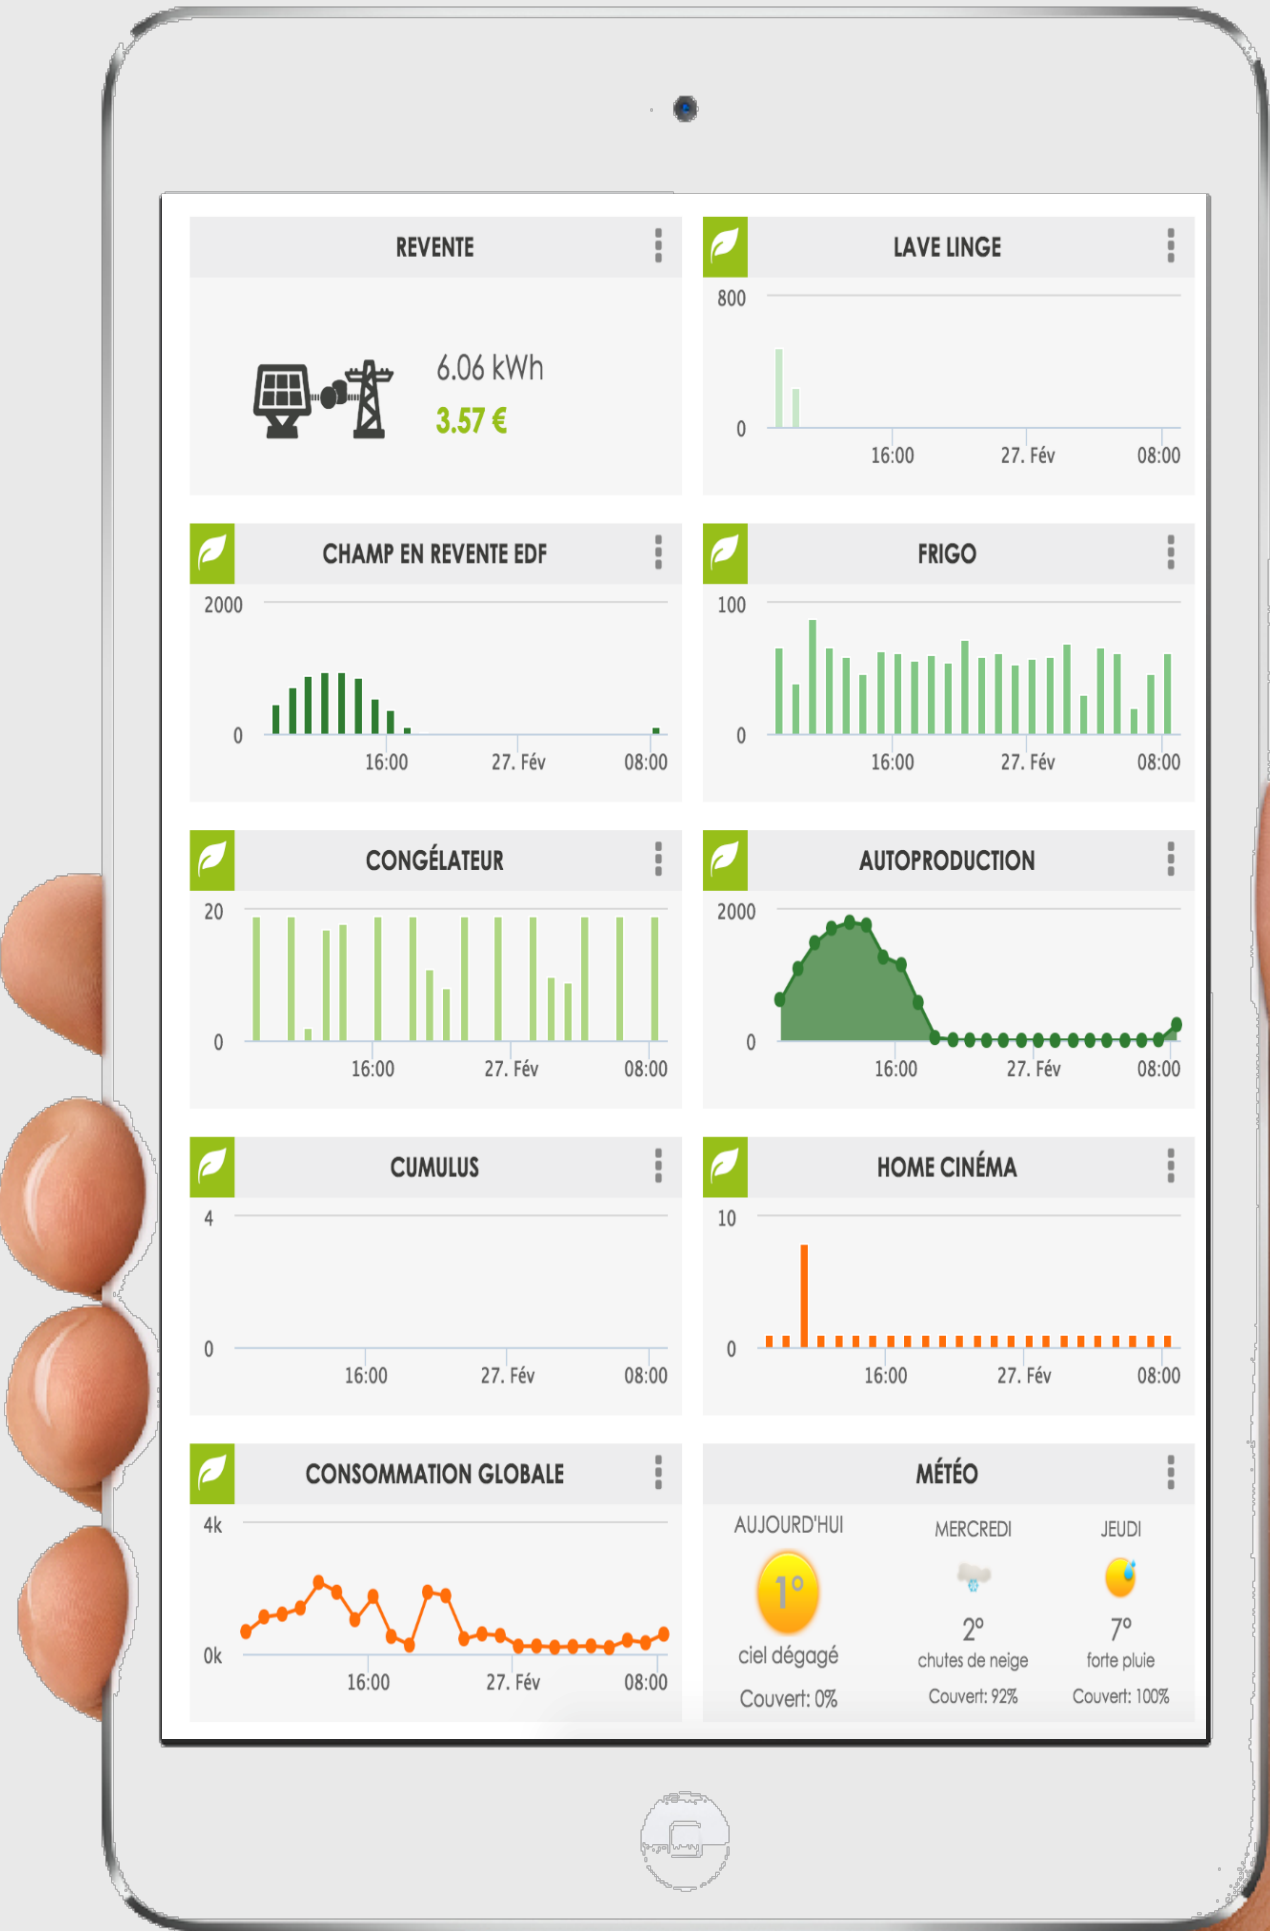 REVENTE
6.06 kWh
3.57 €
LAVE LINGE
800
0
16:00 27. Fév 08:00
CHAMP EN REVENTE EDF
2000
0
16:00 27. Fév 08:00
FRIGO
100
0
16:00 27. Fév 08:00
CONGÉLATEUR
20
0
16:00 27. Fév 08:00
AUTOPRODUCTION
2000
0
16:00 27. Fév 08:00
CUMULUS
4
0
16:00 27. Fév 08:00
HOME CINÉMA
10
0
16:00 27. Fév 08:00
CONSOMMATION GLOBALE
4k
0k
16:00 27. Fév 08:00
MÉTÉO
AUJOURD'HUI
1°
ciel dégagé
Couvert: 0%
MERCREDI
2°
chutes de neige
Couvert: 92%
JEUDI
7°
forte pluie
Couvert: 100%